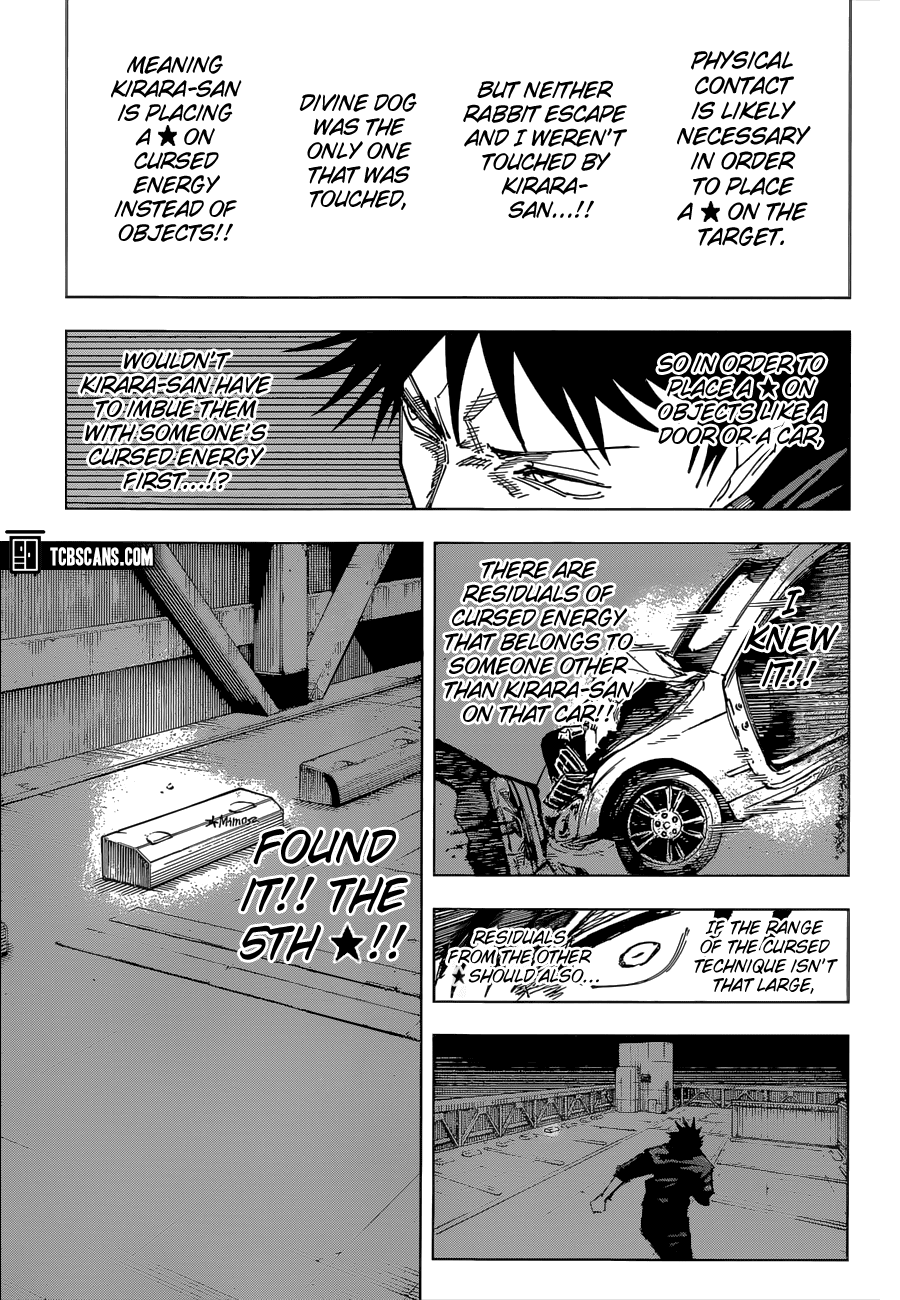 PHYSICAL
CONTACT
IS LIKELY
NECESSARY
IN ORDER
TO PLACE
A ★ ON THE
TARGET.
BUT NEITHER
RABBIT ESCAPE
AND I WEREN'T
TOUCHED BY
KIRARA-
SAN...!!
DIVINE DOG
WAS THE
ONLY ONE
THAT WAS
TOUCHED,
MEANING
KIRARA-SAN
IS PLACING
A ★ ON
CURSED
ENERGY
INSTEAD OF
OBJECTS!!
SO IN ORDER TO
PLACE A ★ ON
OBJECTS LIKE A
DOOR OR A CAR,
WOULDN'T
KIRARA-SAN HAVE
TO IMBUE THEM
WITH SOMEONE'S
CURSED ENERGY
FIRST...!?
I
KNEW
IT!!
THERE ARE
RESIDUALS OF
CURSED ENERGY
THAT BELONGS TO
SOMEONE OTHER
THAN KIRARA-SAN
ON THAT CAR!!
IF THE RANGE
OF THE CURSED
TECHNIQUE ISN'T
THAT LARGE,
RESIDUALS
FROM THE OTHER
★ SHOULD ALSO...
TCBSCANS.COM
★Mimosa
FOUND
IT!! THE
5TH ★!!